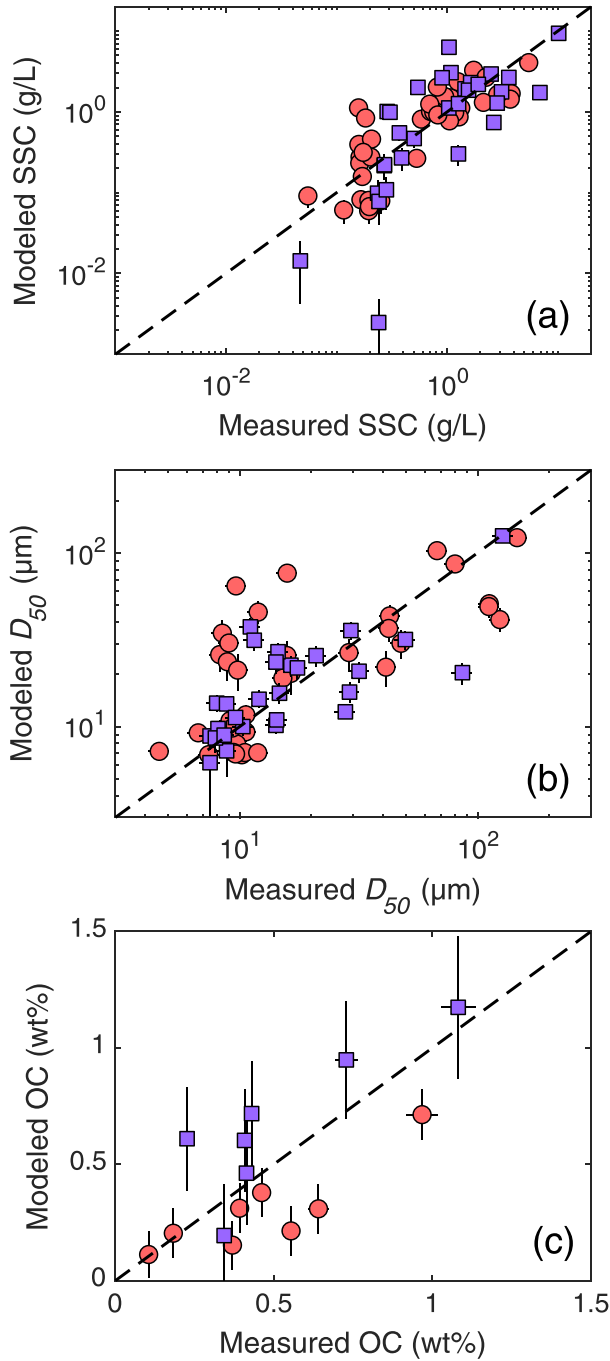 10^0
10^-2
Modeled SSC (g/L)
(a)
10^-2
10^0
Measured SSC (g/L)
10^2
10^1
Modeled D_50 (μm)
(b)
10^1
10^2
Measured D_50 (μm)
1.5
1
0.5
0
Modeled OC (wt%)
(c)
0
0.5
1
1.5
Measured OC (wt%)